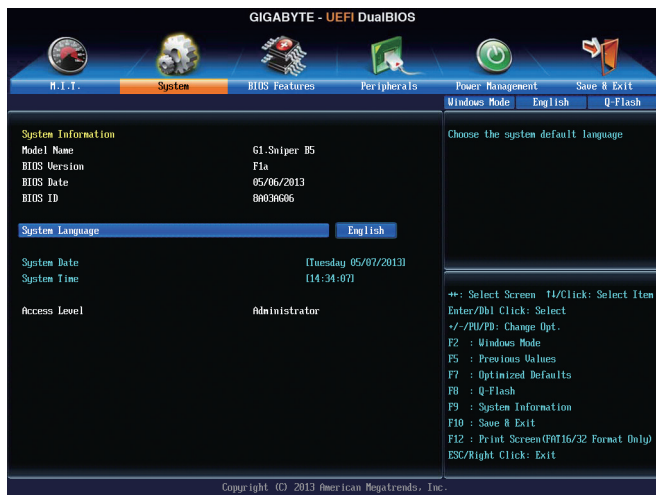 GIGABYTE - UEFI DualBIOS
M.I.T. System BIOS Features Peripherals Power Management Save & Exit
Windows Mode English Q-Flash
System Information
Model Name G1.Sniper B5
BIOS Version F1a
BIOS Date 05/06/2013
BIOS ID 8A03AG06
System Language English
System Date [Tuesday 05/07/2013]
System Time [14:34:07]
Access Level Administrator
Choose the system default language
→←: Select Screen ↑↓/Click: Select Item
Enter/Dbl Click: Select
+/-/PU/PD: Change Opt.
F2 : Windows Mode
F5 : Previous Values
F7 : Optimized Defaults
F8 : Q-Flash
F9 : System Information
F10 : Save & Exit
F12 : Print Screen(FAT16/32 Format Only)
ESC/Right Click: Exit
Copyright (C) 2013 American Megatrends, Inc.